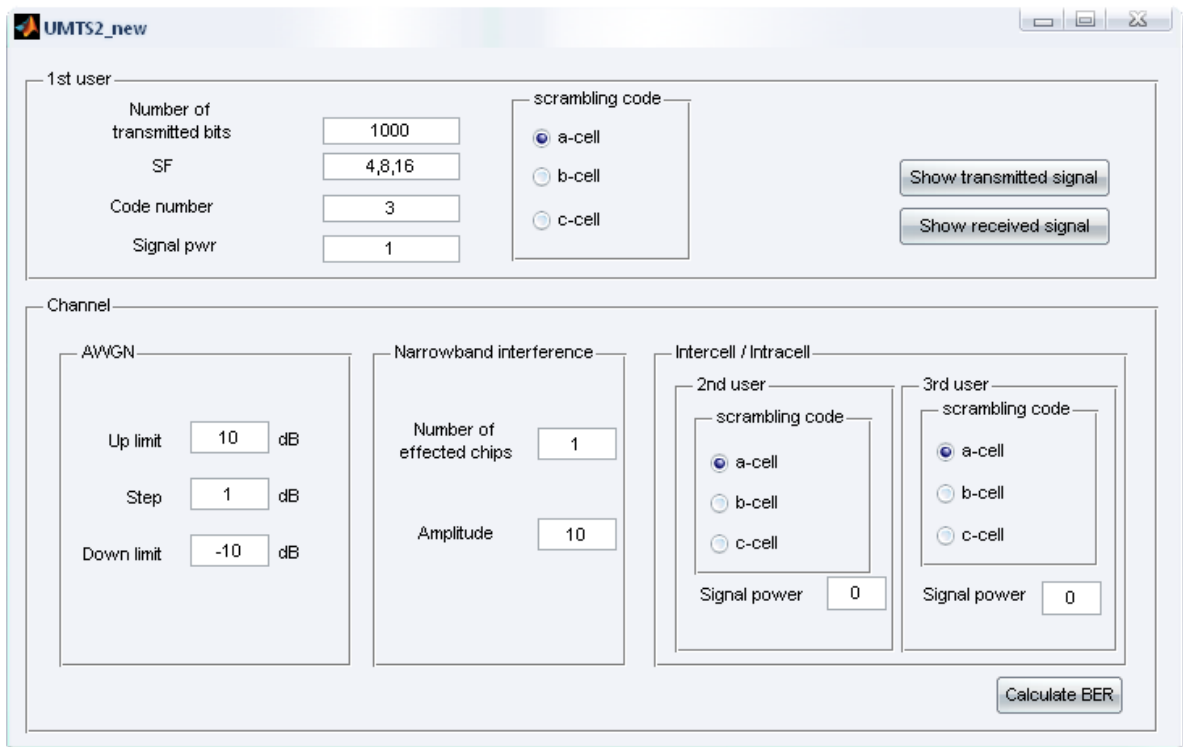 UMTS2_new
1st user
Number of
transmitted bits
1000
SF
4,8,16
Code number
3
Signal pwr
1
scrambling code
a-cell
b-cell
c-cell
Show transmitted signal
Show received signal
Channel
AWGN
Up limit 10 dB
Step 1 dB
Down limit -10 dB
Narrowband interference
Number of
effected chips
1
Amplitude 10
Intercell / Intracell
2nd user
scrambling code
a-cell
b-cell
c-cell
Signal power 0
3rd user
scrambling code
a-cell
b-cell
c-cell
Signal power 0
Calculate BER